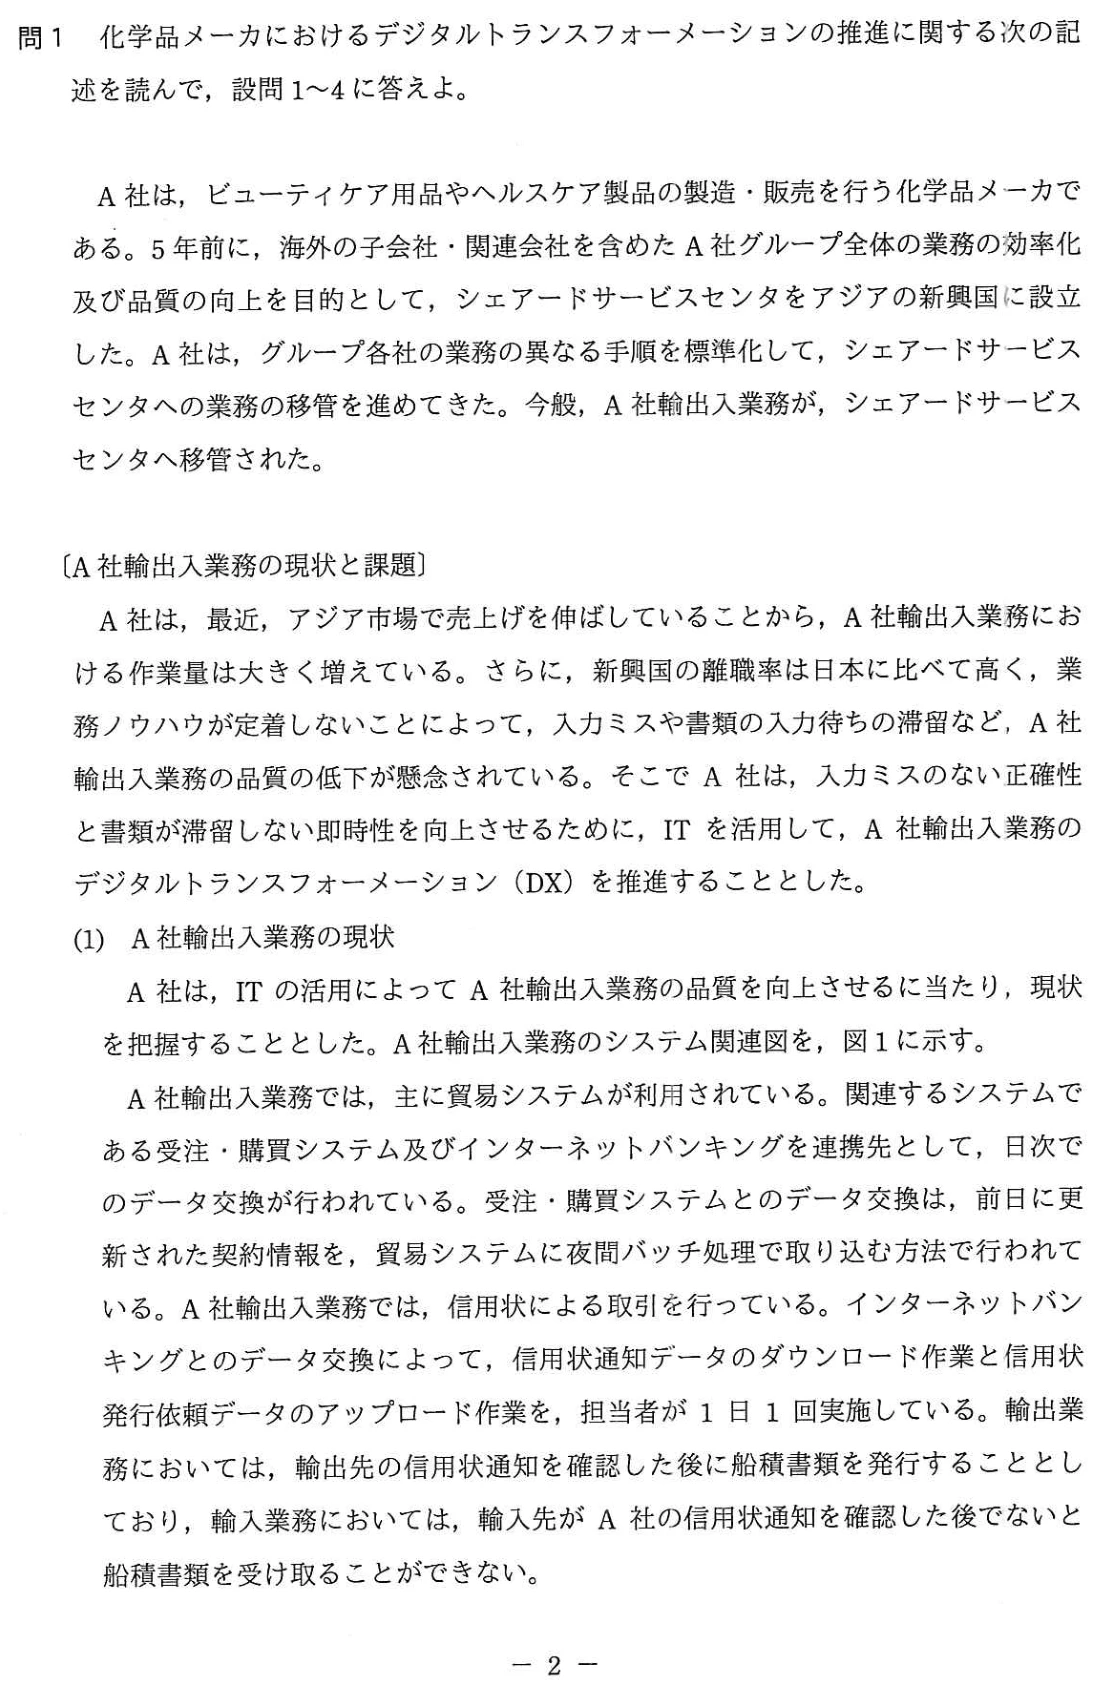 問1　化学品メーカにおけるデジタルトランスフォーメーションの推進に関する次の記
述を読んで，設問1～4に答えよ。
A社は，ビューティケア用品やヘルスケア製品の製造・販売を行う化学品メーカで
ある。5年前に，海外の子会社・関連会社を含めたA社グループ全体の業務の効率化
及び品質の向上を目的として，シェアードサービスセンタをアジアの新興国に設立
した。A社は，グループ各社の業務の異なる手順を標準化して，シェアードサービス
センタへの業務の移管を進めてきた。今般，A社輸出入業務が，シェアードサービス
センタへ移管された。
〔A社輸出入業務の現状と課題〕
A社は，最近，アジア市場で売上げを伸ばしていることから，A社輸出入業務にお
ける作業量は大きく増えている。さらに，新興国の離職率は日本に比べて高く，業
務ノウハウが定着しないことによって，入力ミスや書類の入力待ちの滞留など，A社
輸出入業務の品質の低下が懸念されている。そこでA社は，入力ミスのない正確性
と書類が滞留しない即時性を向上させるために，ITを活用して，A社輸出入業務の
デジタルトランスフォーメーション（DX）を推進することとした。
(1)　A社輸出入業務の現状
A社は，ITの活用によってA社輸出入業務の品質を向上させるに当たり，現状
を把握することとした。A社輸出入業務のシステム関連図を，図1に示す。
A社輸出入業務では，主に貿易システムが利用されている。関連するシステムで
ある受注・購買システム及びインターネットバンキングを連携先として，日次で
のデータ交換が行われている。受注・購買システムとのデータ交換は，前日に更
新された契約情報を，貿易システムに夜間バッチ処理で取り込む方法で行われて
いる。A社輸出入業務では，信用状による取引を行っている。インターネットバン
キングとのデータ交換によって，信用状通知データのダウンロード作業と信用状
発行依頼データのアップロード作業を，担当者が1日1回実施している。輸出業
務においては，輸出先の信用状通知を確認した後に船積書類を発行することとし
ており，輸入業務においては，輸入先がA社の信用状通知を確認した後でないと
船積書類を受け取ることができない。
－ 2 －